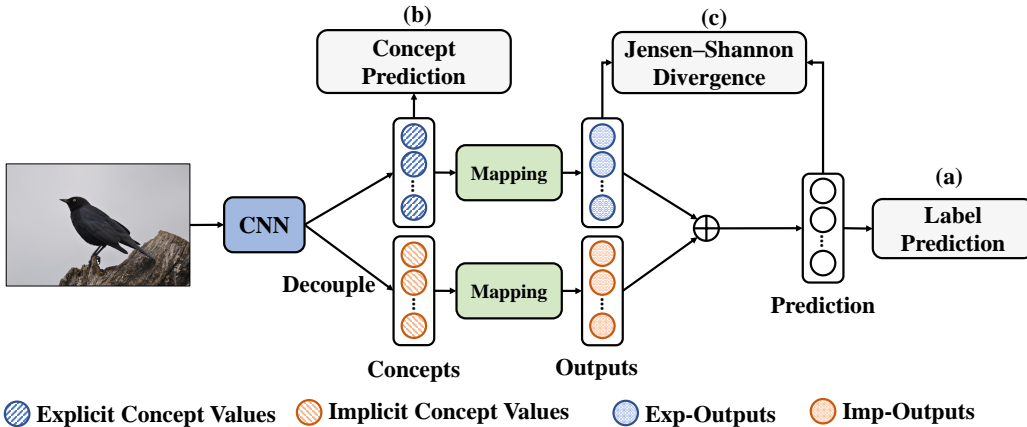 (b)
(c)
Concept
Prediction
Jensen–Shannon
Divergence
Mapping
(a)
CNN
Label
Prediction
Decouple
Mapping
Prediction
Concepts
Outputs
Explicit Concept Values
Implicit Concept Values
Exp-Outputs
Imp-Outputs